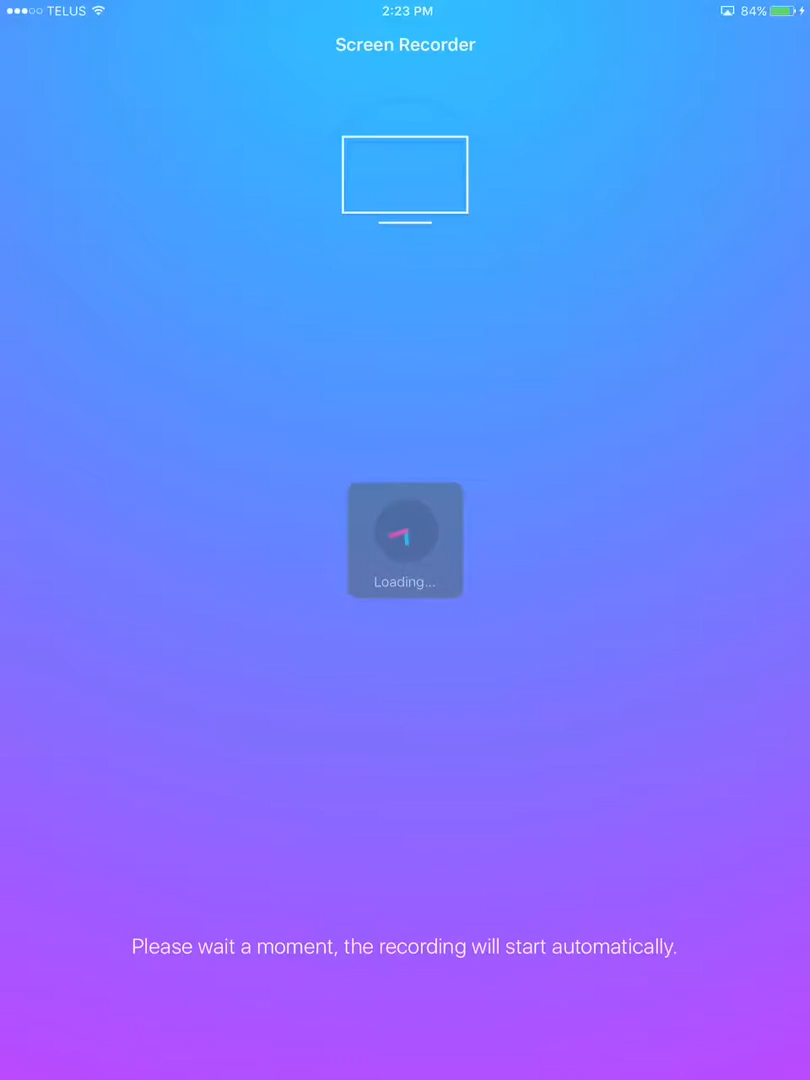 TELUS 2:23 PM 84%
Screen Recorder
Loading...
Please wait a moment, the recording will start automatically.